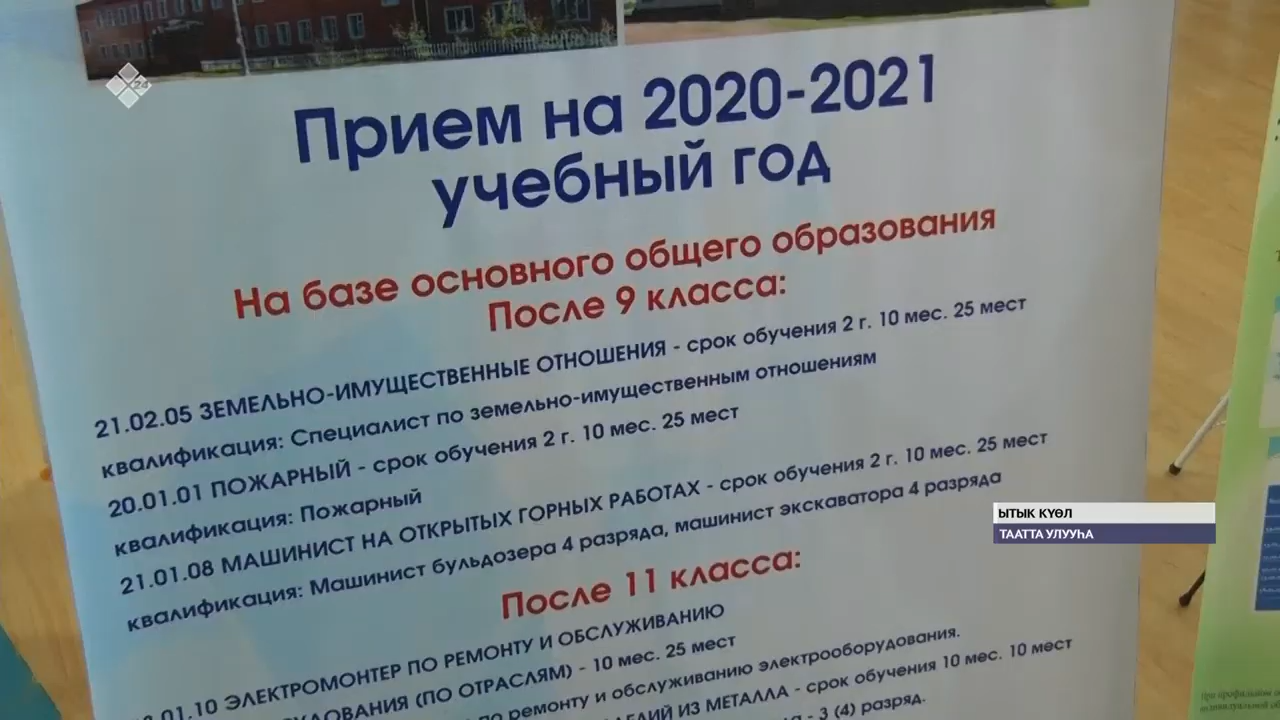 24
Прием на 2020-2021
учебный год
На базе основного общего образования
После 9 класса:
21.02.05 ЗЕМЕЛЬНО-ИМУЩЕСТВЕННЫЕ ОТНОШЕНИЯ - срок обучения 2 г. 10 мес. 25 мест
квалификация: Специалист по земельно-имущественным отношениям
20.01.01 ПОЖАРНЫЙ - срок обучения 2 г. 10 мес. 25 мест
квалификация: Пожарный
21.01.08 МАШИНИСТ НА ОТКРЫТЫХ ГОРНЫХ РАБОТАХ - срок обучения 2 г. 10 мес. 25 мест
квалификация: Машинист бульдозера 4 разряда, машинист экскаватора 4 разряда
После 11 класса:
.01.10 ЭЛЕКТРОМОНТЕР ПО РЕМОНТУ И ОБСЛУЖИВАНИЮ
(ПО ОТРАСЛЯМ) - 10 мес. 25 мест
по ремонту и обслуживанию электрооборудования.
ИЗ МЕТАЛЛА - срок обучения 10 мес. 10 мест
- 3 (4) разряд.
ЫТЫК КҮӨЛ
ТААТТА УЛУУҺА